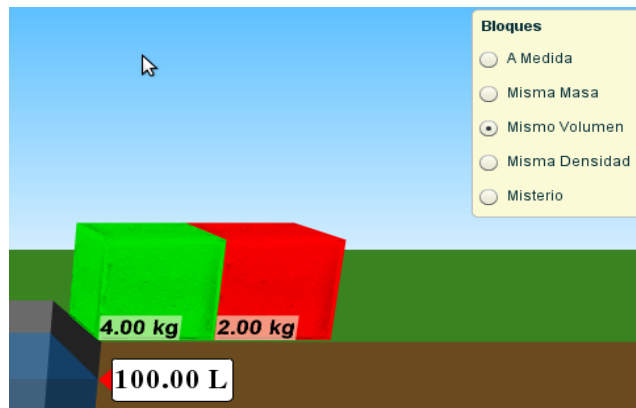 Bloques
A Medida
Misma Masa
Mismo Volumen
Misma Densidad
Misterio
4.00 kg
2.00 kg
100.00 L